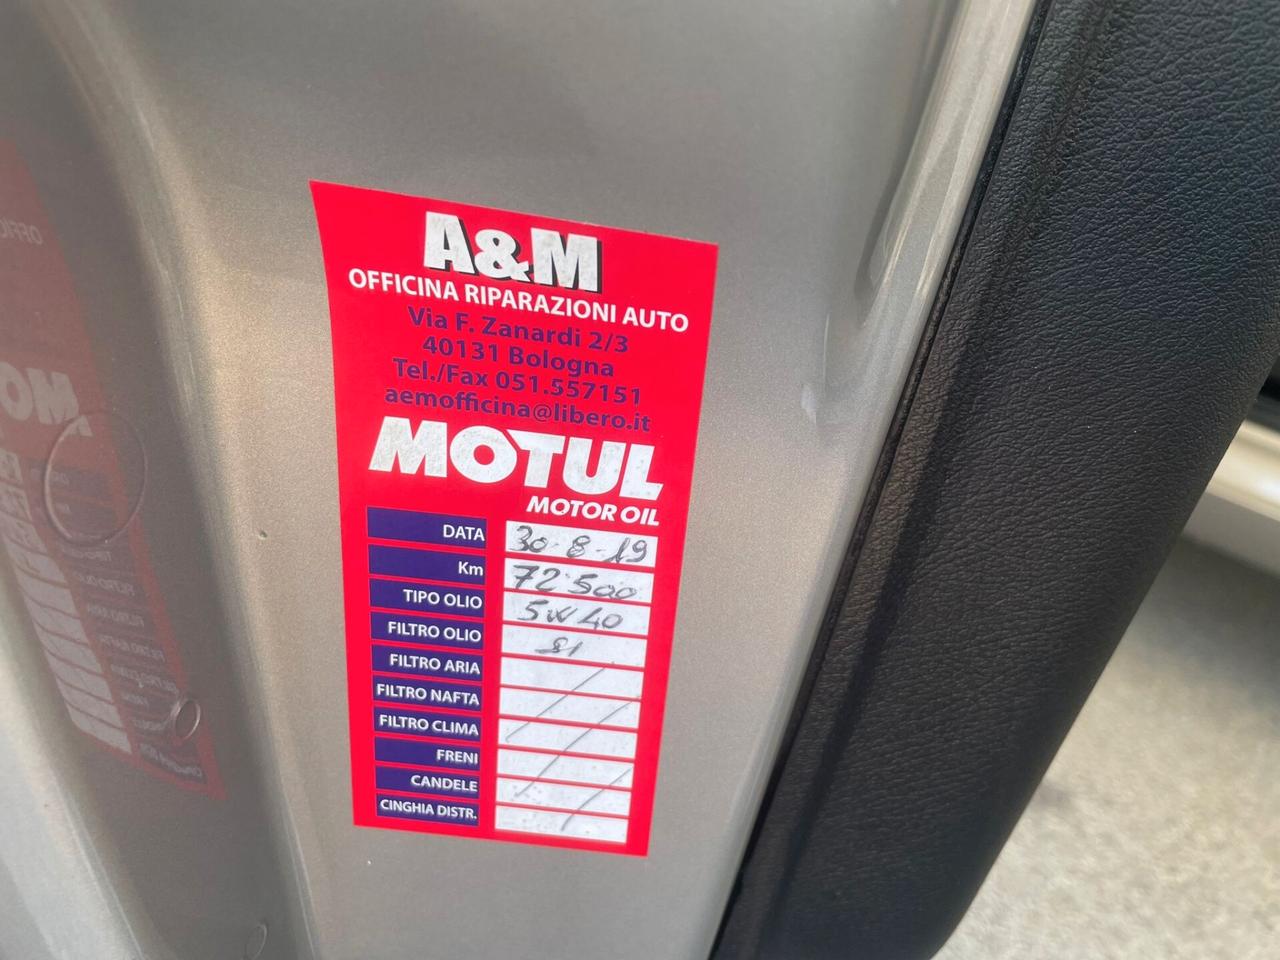 A&M
OFFICINA RIPARAZIONI AUTO
Via F. Zanardi 2/3
40131 Bologna
Tel./Fax 051.557151
aemofficina@libero.it
MOTUL
MOTOR OIL
DATA 30-8-19
Km 72500
TIPO OLIO 5W40
FILTRO OLIO SI
FILTRO ARIA
FILTRO NAFTA
FILTRO CLIMA
FRENI
CANDELE
CINGHIA DISTR.